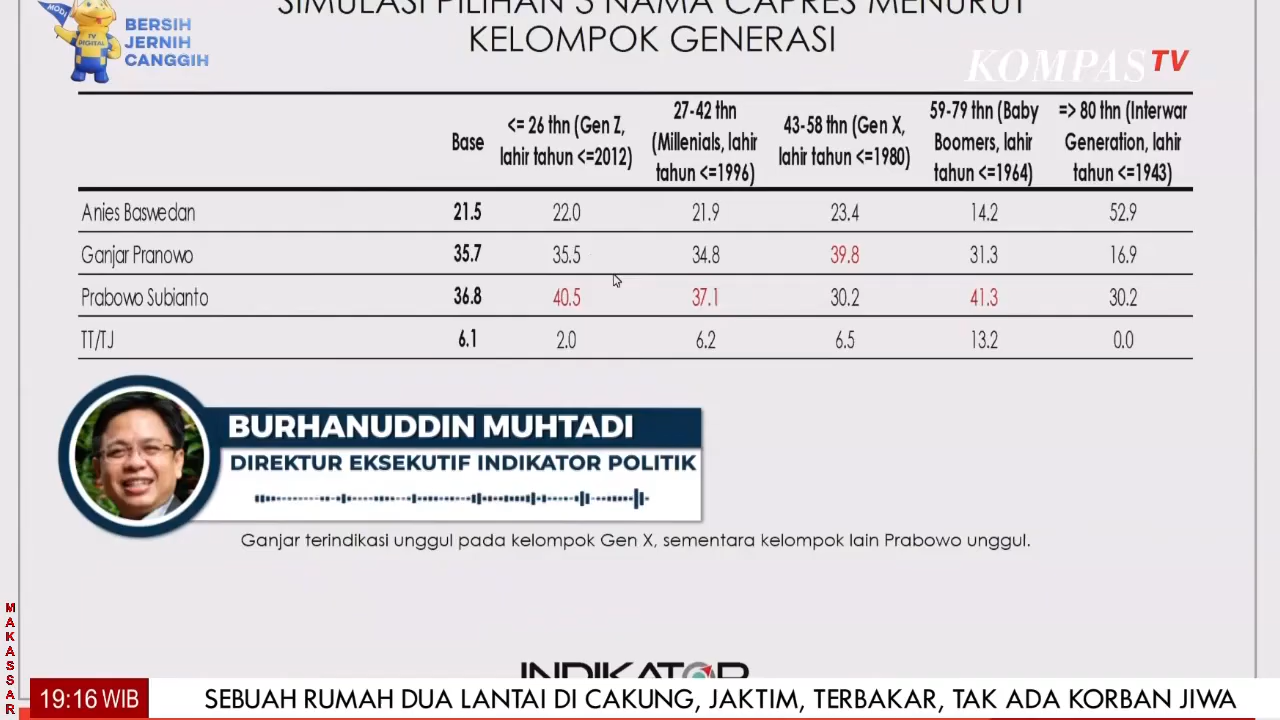 SIMULASI PILIHAN 3 NAMA CAPRES MENURUT
KELOMPOK GENERASI
MODI
TV DIGITAL
BERSIH
JERNIH
CANGGIH
KOMPAS TV
Base
<= 26 thn (Gen Z, lahir tahun <=2012)
27-42 thn (Millenials, lahir tahun <=1996)
43-58 thn (Gen X, lahir tahun <=1980)
59-79 thn (Baby Boomers, lahir tahun <=1964)
=> 80 thn (Interwar Generation, lahir tahun <=1943)
Anies Baswedan 21.5 22.0 21.9 23.4 14.2 52.9
Ganjar Pranowo 35.7 35.5 34.8 39.8 31.3 16.9
Prabowo Subianto 36.8 40.5 37.1 30.2 41.3 30.2
TT/TJ 6.1 2.0 6.2 6.5 13.2 0.0
BURHANUDDIN MUHTADI
DIREKTUR EKSEKUTIF INDIKATOR POLITIK
Ganjar terindikasi unggul pada kelompok Gen X, sementara kelompok lain Prabowo unggul.
INDIKATOR
MAKASSAR
19:16 WIB SEBUAH RUMAH DUA LANTAI DI CAKUNG, JAKTIM, TERBAKAR, TAK ADA KORBAN JIWA